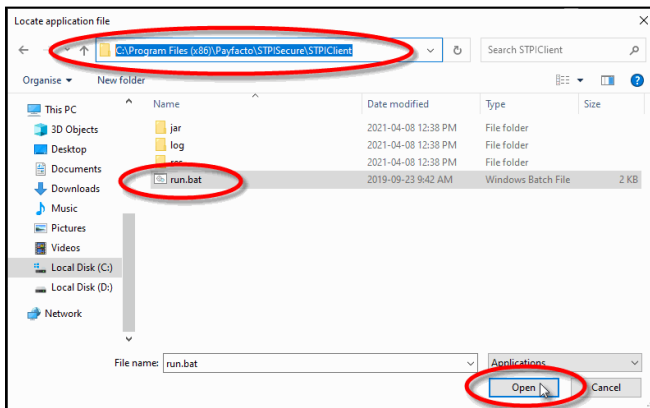 Locate application file
C:\Program Files (x86)\Payfacto\STPISecure\STPIClient
Search STPIClient
Organise
New folder
Name
Date modified
Type
Size
This PC
3D Objects
Desktop
Documents
Downloads
Music
Pictures
Videos
Local Disk (C:)
Local Disk (D:)
Network
jar 2021-04-08 12:38 PM File folder
log 2021-04-08 12:38 PM File folder
2021-04-08 12:38 PM File folder
run.bat 2019-09-23 9:42 AM Windows Batch File 2 KB
File name: run.bat
Applications
Open
Cancel